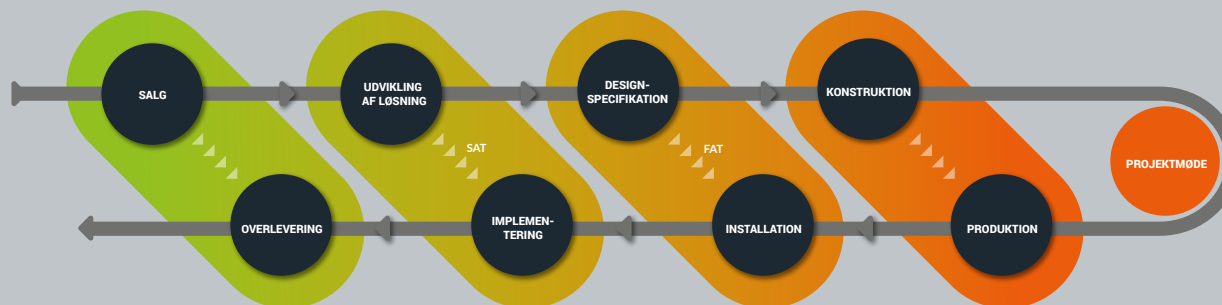 SALG
UDVIKLING
AF LØSNING
DESIGN-
SPECIFIKATION
KONSTRUKTION
SAT
FAT
PROJEKTMØDE
OVERLEVERING
IMPLEMEN-
TERING
INSTALLATION
PRODUKTION